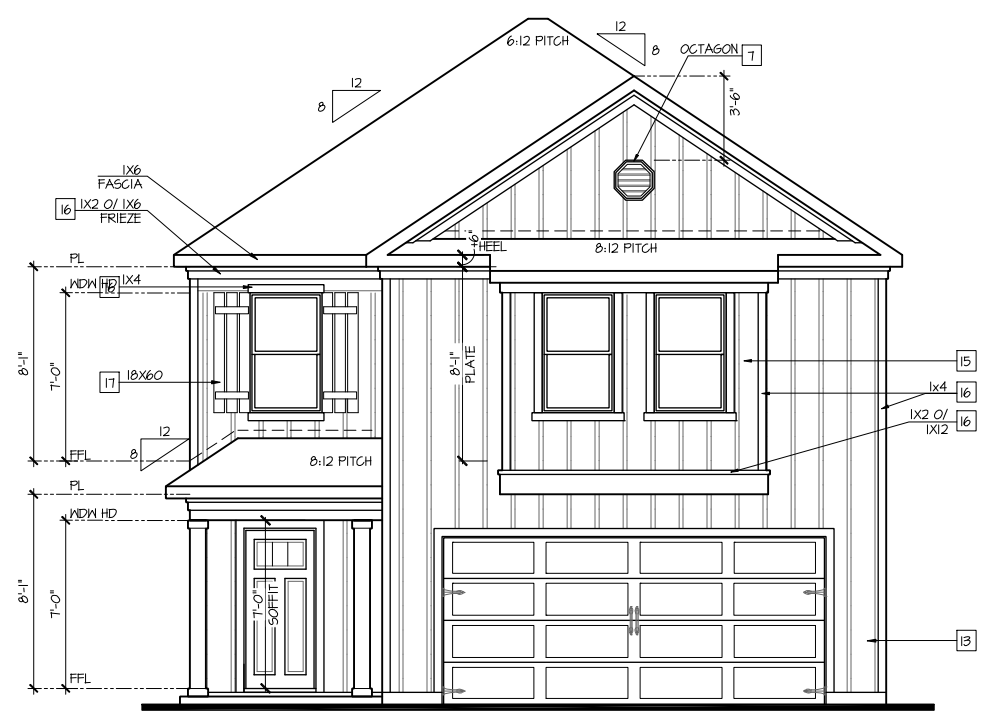 12
6:12 PITCH
8
OCTAGON 7
12
8
3'-6"
1X6
FASCIA
16 1X2 O/ 1X6
FRIEZE
6"
HEEL
8:12 PITCH
PL
WDW HD 1X4
16
8'-1"
7'-0"
8'-1"
PLATE
15
17 18X60
1x4 16
1X2 O/
1X12 16
12
8
FFL
8:12 PITCH
PL
WDW HD
8'-1"
7'-0"
7'-0"
SOFFIT
13
FFL